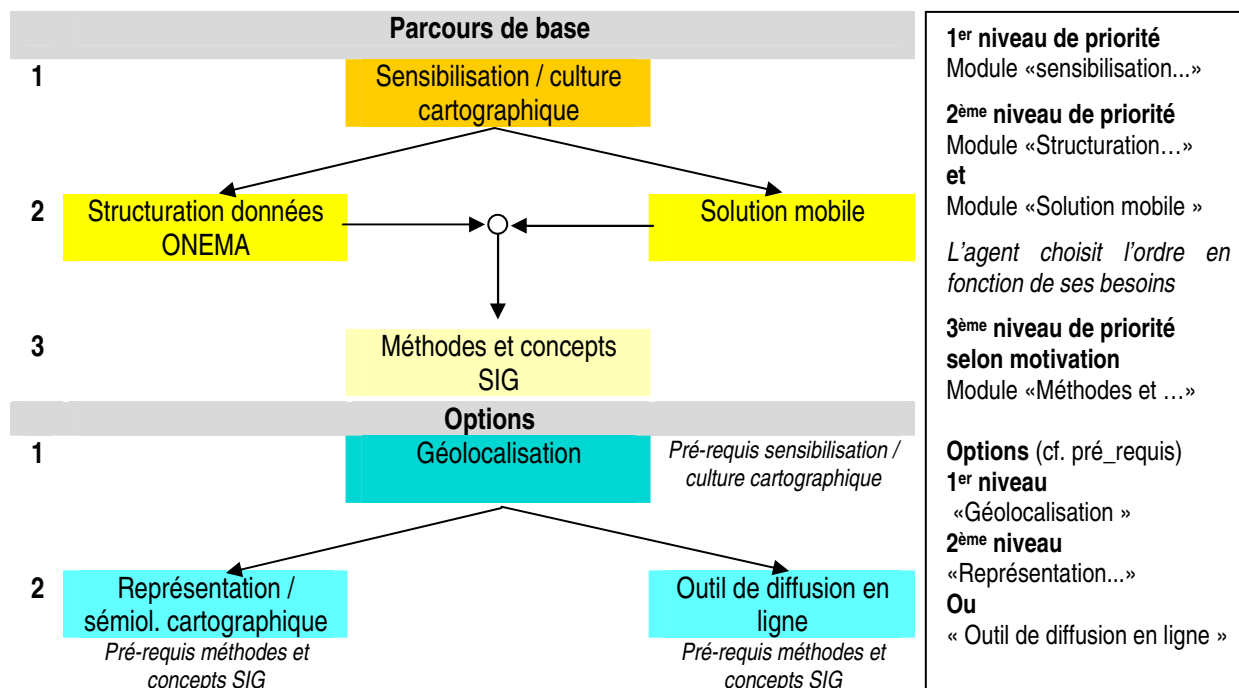 Parcours de base
1
Sensibilisation / culture
cartographique
2
Structuration données
ONEMA
Solution mobile
3
Méthodes et concepts
SIG
Options
1
Géolocalisation
Pré-requis sensibilisation /
culture cartographique
2
Représentation /
sémiol. cartographique
Pré-requis méthodes et
concepts SIG
Outil de diffusion en
ligne
Pré-requis méthodes et
concepts SIG
1er niveau de priorité
Module «sensibilisation...»
2ème niveau de priorité
Module «Structuration…»
et
Module «Solution mobile »
L'agent choisit l'ordre en
fonction de ses besoins
3ème niveau de priorité
selon motivation
Module «Méthodes et …»
Options (cf. pré_requis)
1er niveau
«Géolocalisation »
2ème niveau
«Représentation...»
Ou
« Outil de diffusion en ligne »